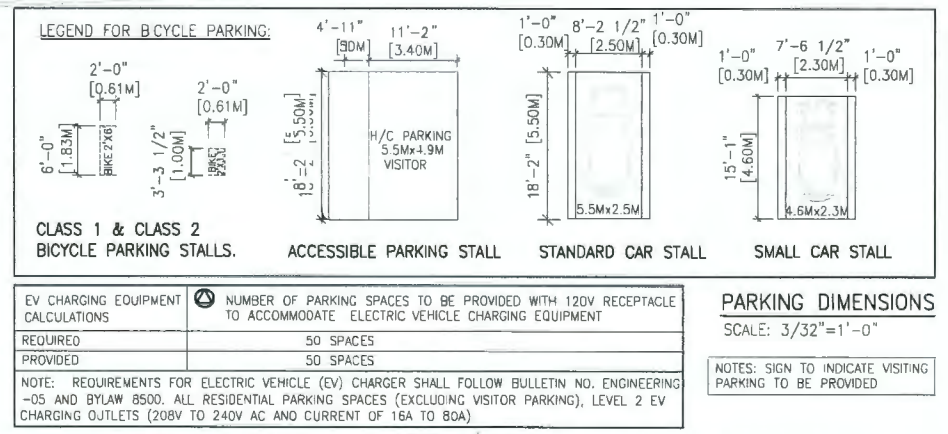 LEGEND FOR BICYCLE PARKING:
2'-0"
[0.61M]
2'-0"
[0.61M]
6'-0"
[1.83M]
BIKE 2'X6'
3'-3 1/2"
[1.00M]
BIKE
CLASS 1 & CLASS 2
BICYCLE PARKING STALLS.
4'-11" 11'-2"
[3.40M]
18'-2"
[5.50M]
H/C PARKING
5.5Mx4.9M
VISITOR
ACCESSIBLE PARKING STALL
1'-0" 8'-2 1/2" 1'-0"
[0.30M] [2.50M] [0.30M]
18'-2" [5.50M]
5.5Mx2.5M
STANDARD CAR STALL
1'-0" 7'-6 1/2" 1'-0"
[0.30M] [2.30M] [0.30M]
15'-1"
[4.60M]
4.6Mx2.3M
SMALL CAR STALL
EV CHARGING EQUIPMENT
CALCULATIONS
NUMBER OF PARKING SPACES TO BE PROVIDED WITH 120V RECEPTACLE
TO ACCOMMODATE ELECTRIC VEHICLE CHARGING EQUIPMENT
REQUIRED 50 SPACES
PROVIDED 50 SPACES
NOTE: REQUIREMENTS FOR ELECTRIC VEHICLE (EV) CHARGER SHALL FOLLOW BULLETIN NO. ENGINEERING
-05 AND BYLAW 8500. ALL RESIDENTIAL PARKING SPACES (EXCLUDING VISITOR PARKING), LEVEL 2 EV
CHARGING OUTLETS (208V TO 240V AC AND CURRENT OF 16A TO 80A)
PARKING DIMENSIONS
SCALE: 3/32"=1'-0"
NOTES: SIGN TO INDICATE VISITING
PARKING TO BE PROVIDED